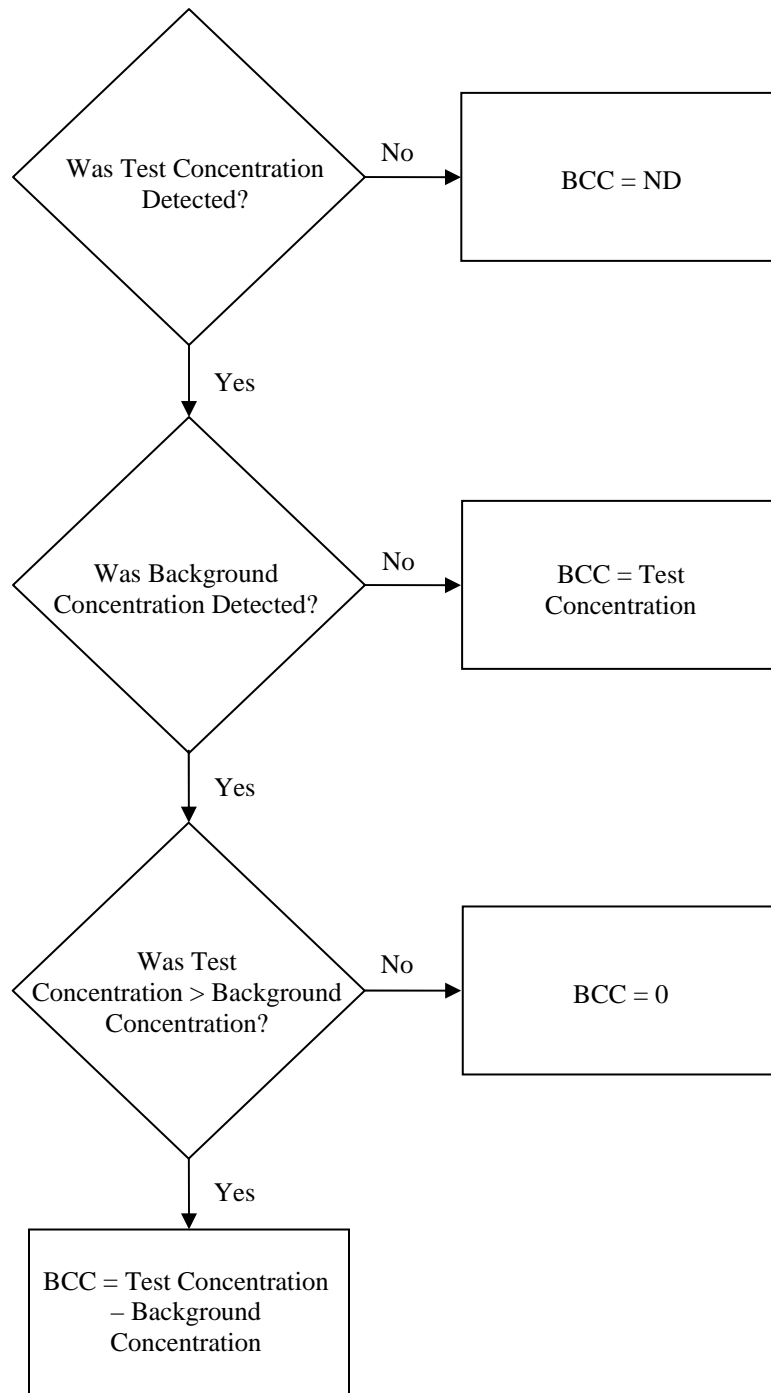 Was Test Concentration
Detected?
No
BCC = ND
Yes
Was Background
Concentration Detected?
No
BCC = Test
Concentration
Yes
Was Test
Concentration > Background
Concentration?
No
BCC = 0
Yes
BCC = Test Concentration
– Background
Concentration